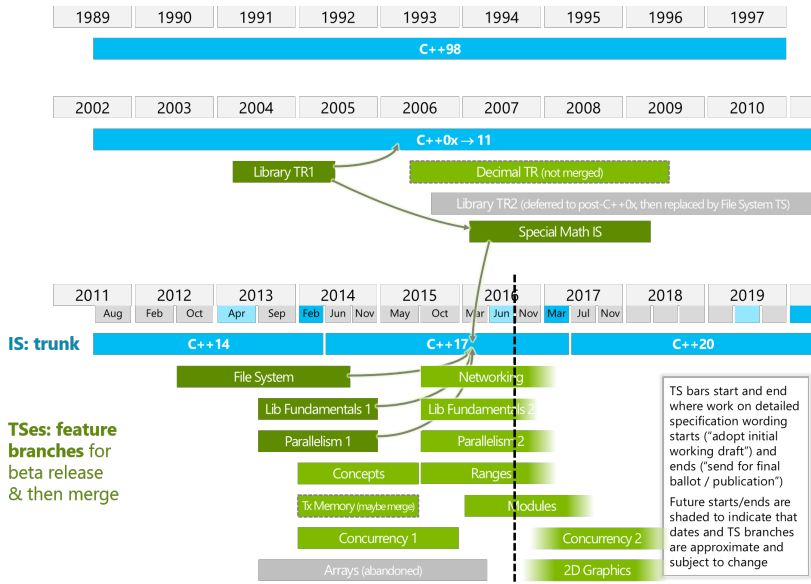 1989 1990 1991 1992 1993 1994 1995 1996 1997
C++98
2002 2003 2004 2005 2006 2007 2008 2009 2010
C++0x → 11
Library TR1
Decimal TR (not merged)
Library TR2 (deferred to post-C++0x, then replaced by File System TS)
Special Math IS
2011 2012 2013 2014 2015 2016 2017 2018 2019
Aug Feb Oct Apr Sep Feb Jun Nov May Oct Mar Jun Nov Mar Jul Nov
IS: trunk
C++14 C++17 C++20
File System Networking
Lib Fundamentals 1 Lib Fundamentals 2
Parallelism 1 Parallelism 2
Concepts Ranges
Tx Memory (maybe merge) Modules
Concurrency 1 Concurrency 2
Arrays (abandoned) 2D Graphics
TSes: feature
branches for
beta release
& then merge
TS bars start and end
where work on detailed
specification wording
starts (“adopt initial
working draft”) and
ends (“send for final
ballot / publication”)
Future starts/ends are
shaded to indicate that
dates and TS branches
are approximate and
subject to change